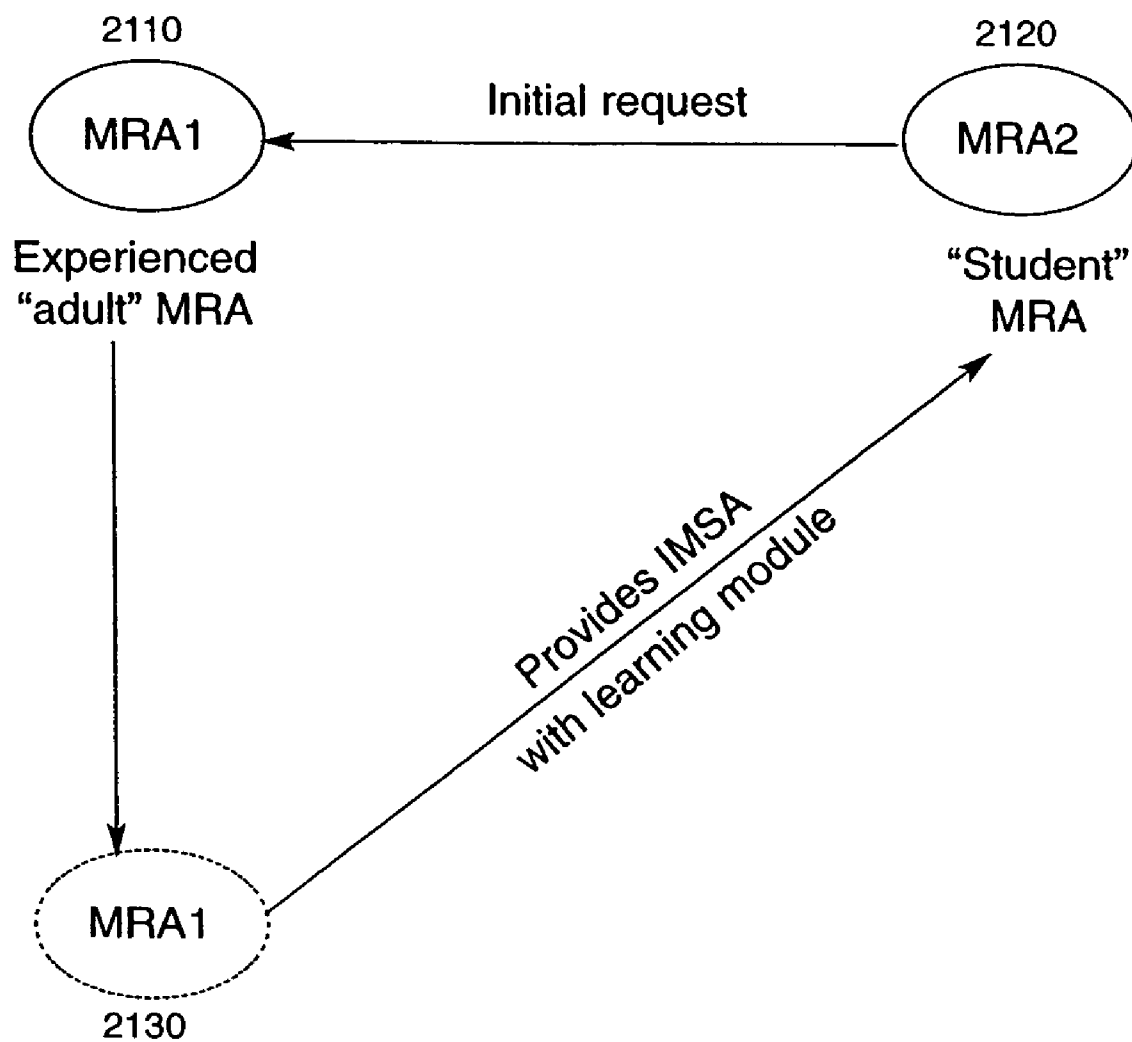 2110
2120
MRA1
Initial request
MRA2
Experienced
“adult” MRA
“Student”
MRA
Provides IMSA
with learning module
MRA1
2130